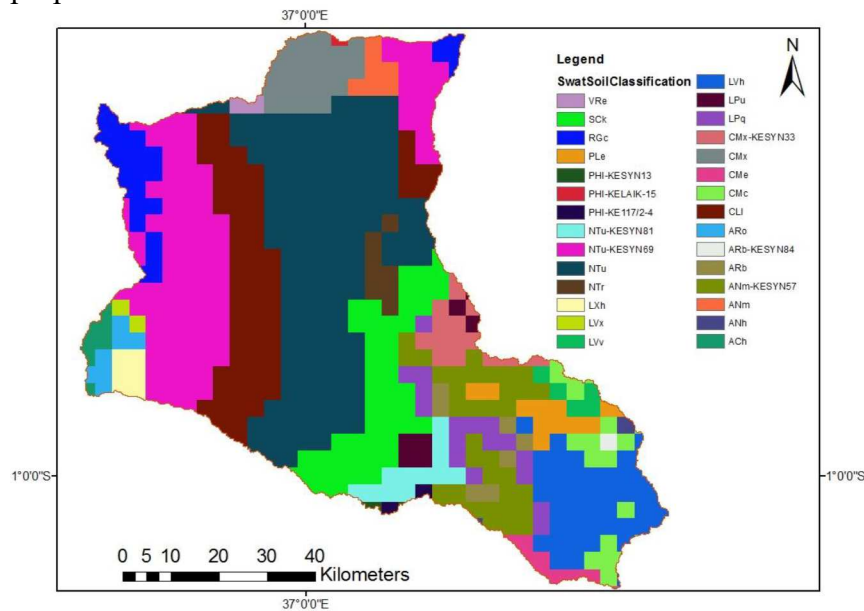 37°0'0"E
N
Legend
SwatSoilClassification
VRe
SCk
RGc
PLe
PHI-KESYN13
PHI-KELAIK-15
PHI-KE117/2-4
NTu-KESYN81
NTu-KESYN69
NTu
NTr
LXh
LVx
LVv
LVh
LPu
LPq
CMx-KESYN33
CMx
CMe
CMc
CLl
ARo
ARb-KESYN84
ARb
ANm-KESYN57
ANm
ANh
ACh
1°0'0"S
1°0'0"S
0 5 10 20 30 40
Kilometers
37°0'0"E